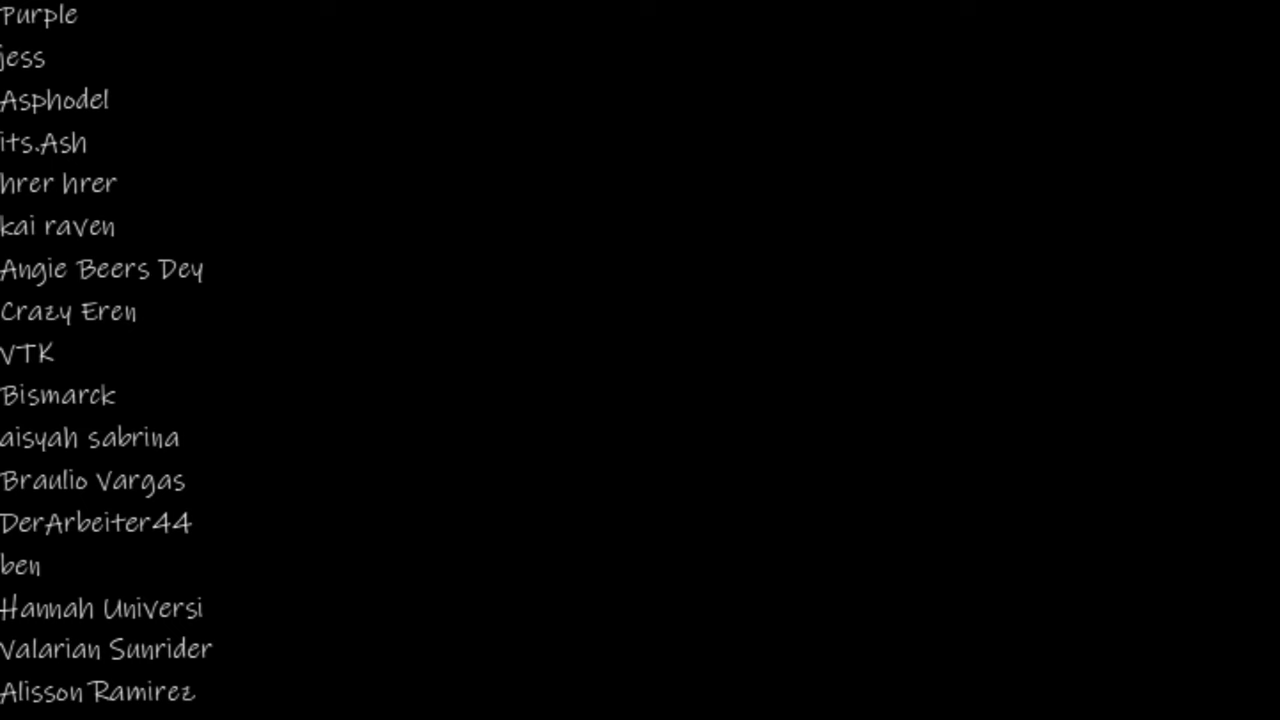 Purple
jess
Asphodel
its.Ash
hrer hrer
kai raven
Angie Beers Dey
Crazy Eren
VTK
Bismarck
aisyah sabrina
Braulio Vargas
DerArbeiter44
ben
Hannah Universi
Valarian Sunrider
Alisson Ramirez